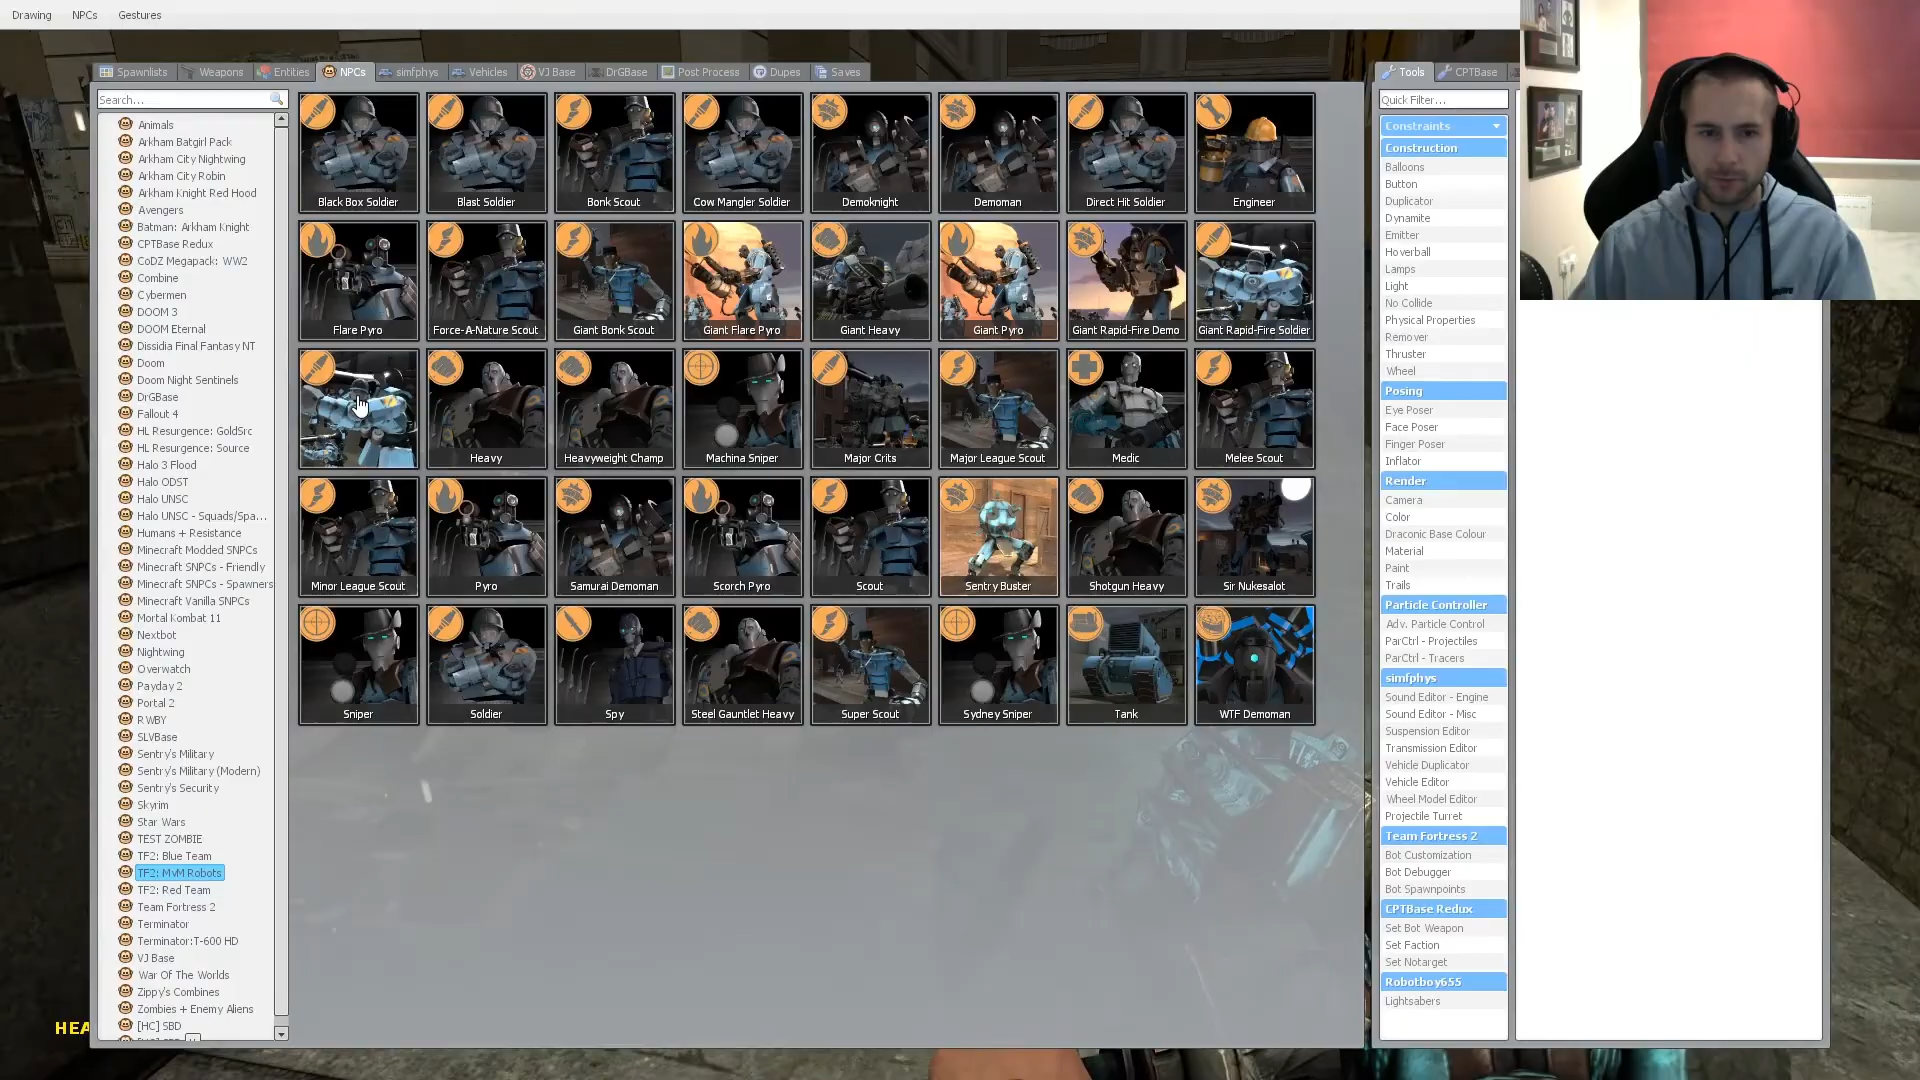 Drawing NPCs Gestures
Spawnlists Weapons Entities NPCs simfphys Vehicles VJ Base DrGBase Post Process Dupes Saves
Search...
Animals
Arkham Batgirl Pack
Arkham City Nightwing
Arkham City Robin
Arkham Knight Red Hood
Avengers
Batman: Arkham Knight
CPTBase Redux
CoDZ Megapack: WW2
Combine
Cybermen
DOOM 3
DOOM Eternal
Dissidia Final Fantasy NT
Doom
Doom Night Sentinels
DrGBase
Fallout 4
HL Resurgence: GoldSrc
HL Resurgence: Source
Halo 3 Flood
Halo ODST
Halo UNSC
Halo UNSC - Squads/Spa...
Humans + Resistance
Minecraft Modded SNPCs
Minecraft SNPCs - Friendly
Minecraft SNPCs - Spawners
Minecraft Vanilla SNPCs
Mortal Kombat 11
Nextbot
Nightwing
Overwatch
Payday 2
Portal 2
RWBY
SLVBase
Sentry's Military
Sentry's Military (Modern)
Sentry's Security
Skyrim
Star Wars
TEST ZOMBIE
TF2: Blue Team
TF2: MvM Robots
TF2: Red Team
Team Fortress 2
Terminator
Terminator:T-600 HD
VJ Base
War Of The Worlds
Zippy's Combines
Zombies + Enemy Aliens
[HC] SBD
HEA
Black Box Soldier Blast Soldier Bonk Scout Cow Mangler Soldier Demoknight Demoman Direct Hit Soldier Engineer
Flare Pyro Force-A-Nature Scout Giant Bonk Scout Giant Flare Pyro Giant Heavy Giant Pyro Giant Rapid-Fire Demo Giant Rapid-Fire Soldier
Heavy Heavyweight Champ Machina Sniper Major Crits Major League Scout Medic Melee Scout
Minor League Scout Pyro Samurai Demoman Scorch Pyro Scout Sentry Buster Shotgun Heavy Sir Nukesalot
Sniper Soldier Spy Steel Gauntlet Heavy Super Scout Sydney Sniper Tank WTF Demoman
Tools CPTBase
Quick Filter...
Constraints
Construction
Balloons
Button
Duplicator
Dynamite
Emitter
Hoverball
Lamps
Light
No Collide
Physical Properties
Remover
Thruster
Wheel
Posing
Eye Poser
Face Poser
Finger Poser
Inflator
Render
Camera
Color
Draconic Base Colour
Material
Paint
Trails
Particle Controller
Adv. Particle Control
ParCtrl - Projectiles
ParCtrl - Tracers
simfphys
Sound Editor - Engine
Sound Editor - Misc
Suspension Editor
Transmission Editor
Vehicle Duplicator
Vehicle Editor
Wheel Model Editor
Projectile Turret
Team Fortress 2
Bot Customization
Bot Debugger
Bot Spawnpoints
CPTBase Redux
Set Bot Weapon
Set Faction
Set Notarget
Robotboy655
Lightsabers